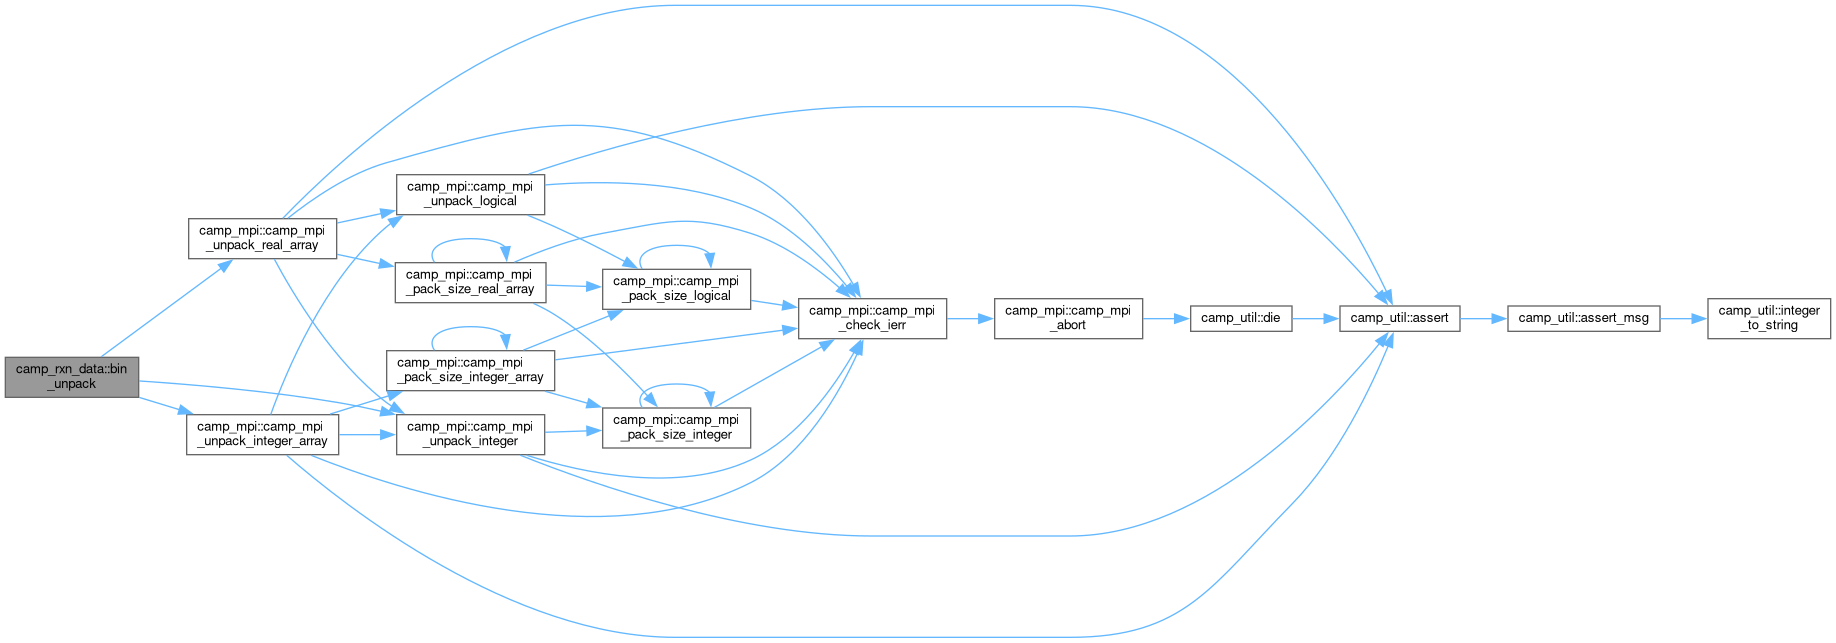 camp_rxn_data::bin
_unpack
camp_mpi::camp_mpi
_unpack_real_array
camp_mpi::camp_mpi
_unpack_integer_array
camp_mpi::camp_mpi
_unpack_logical
camp_mpi::camp_mpi
_pack_size_real_array
camp_mpi::camp_mpi
_pack_size_integer_array
camp_mpi::camp_mpi
_unpack_integer
camp_mpi::camp_mpi
_pack_size_logical
camp_mpi::camp_mpi
_pack_size_integer
camp_mpi::camp_mpi
_check_ierr
camp_mpi::camp_mpi
_abort
camp_util::die
camp_util::assert
camp_util::assert_msg
camp_util::integer
_to_string